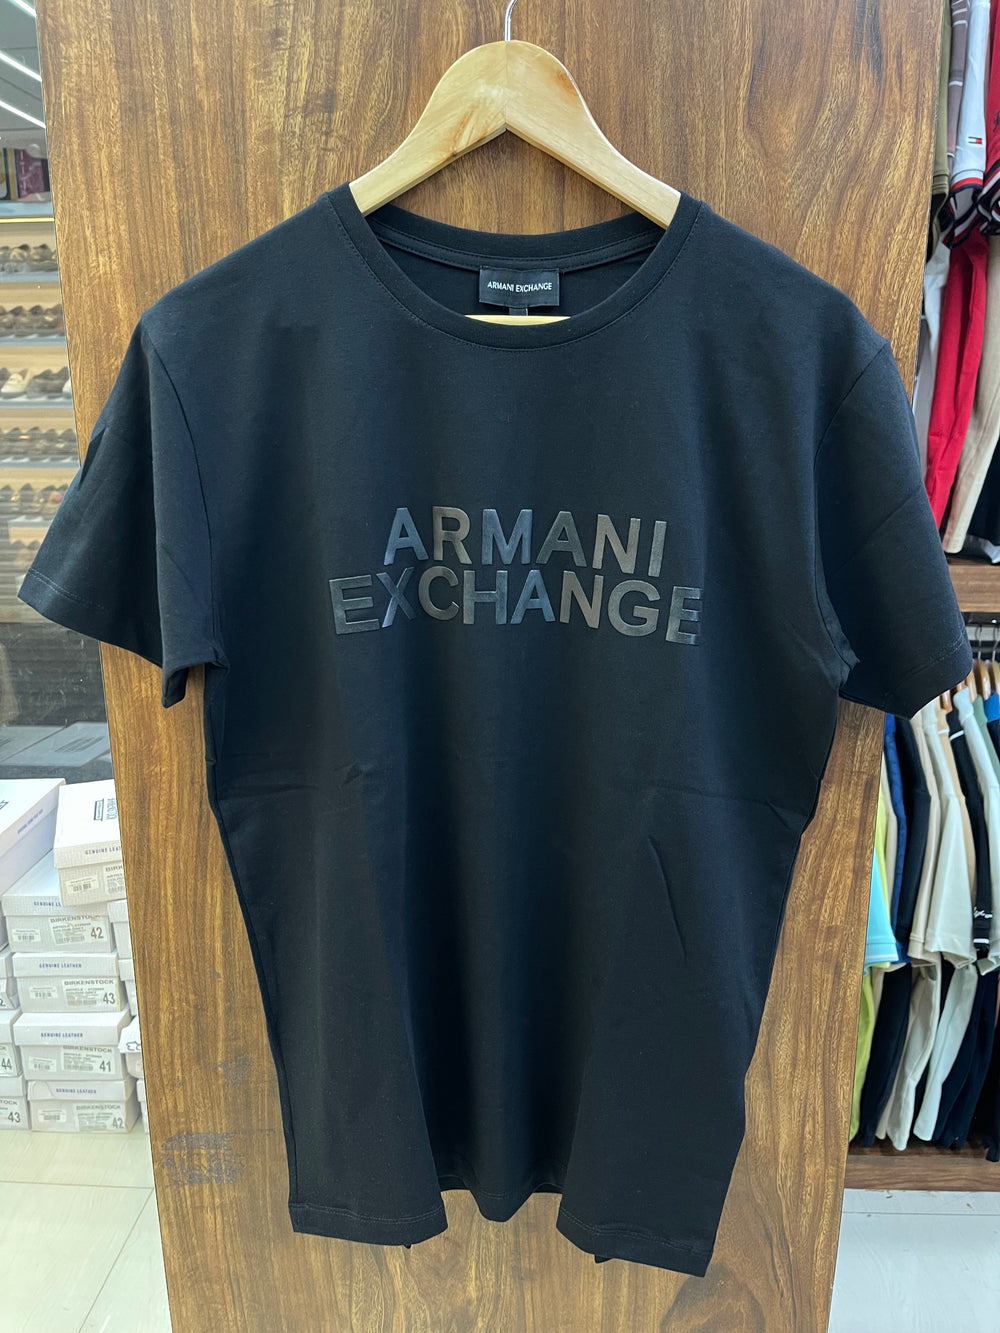 ARMANI EXCHANGE
ARMANI
EXCHANGE
GENUINE LEATHER
BIRKENSTOCK
42
GENUINE LEATHER
BIRKENSTOCK
43
GENUINE LEATHER
BIRKENSTOCK
44
41
GENUINE LEATHER
BIRKENSTOCK
43
42